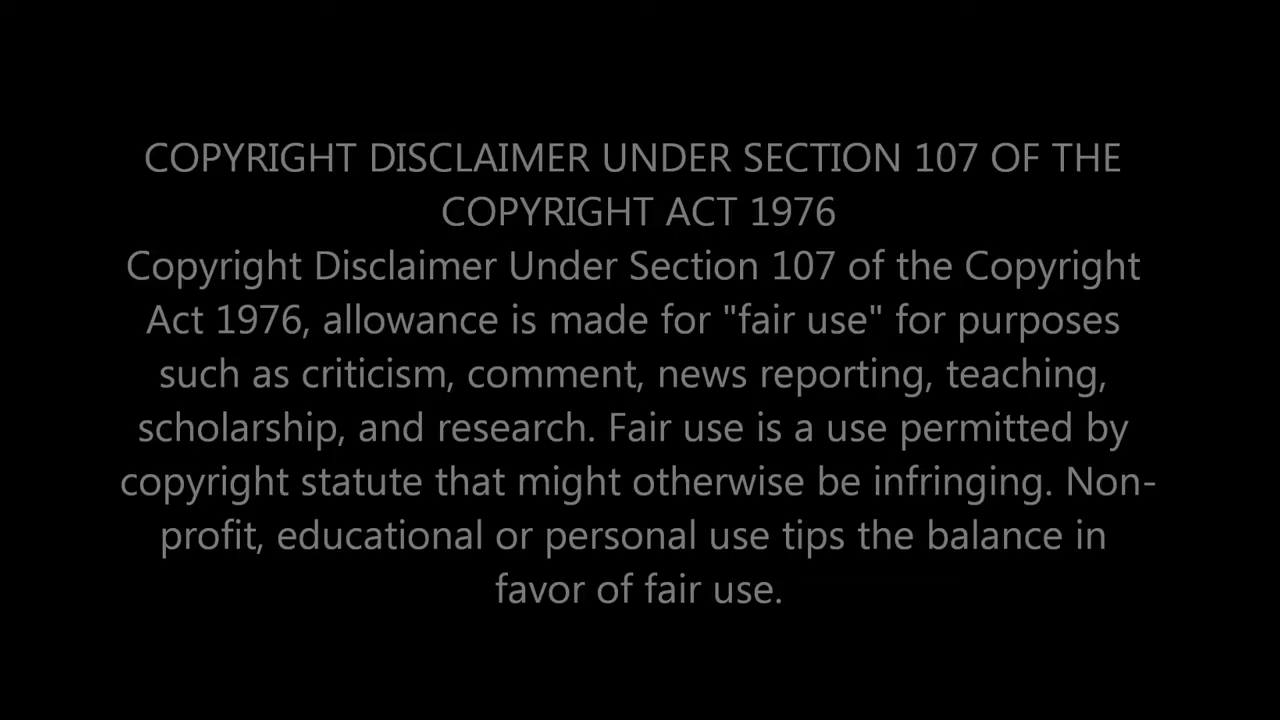 COPYRIGHT DISCLAIMER UNDER SECTION 107 OF THE
COPYRIGHT ACT 1976
Copyright Disclaimer Under Section 107 of the Copyright
Act 1976, allowance is made for "fair use" for purposes
such as criticism, comment, news reporting, teaching,
scholarship, and research. Fair use is a use permitted by
copyright statute that might otherwise be infringing. Non-
profit, educational or personal use tips the balance in
favor of fair use.